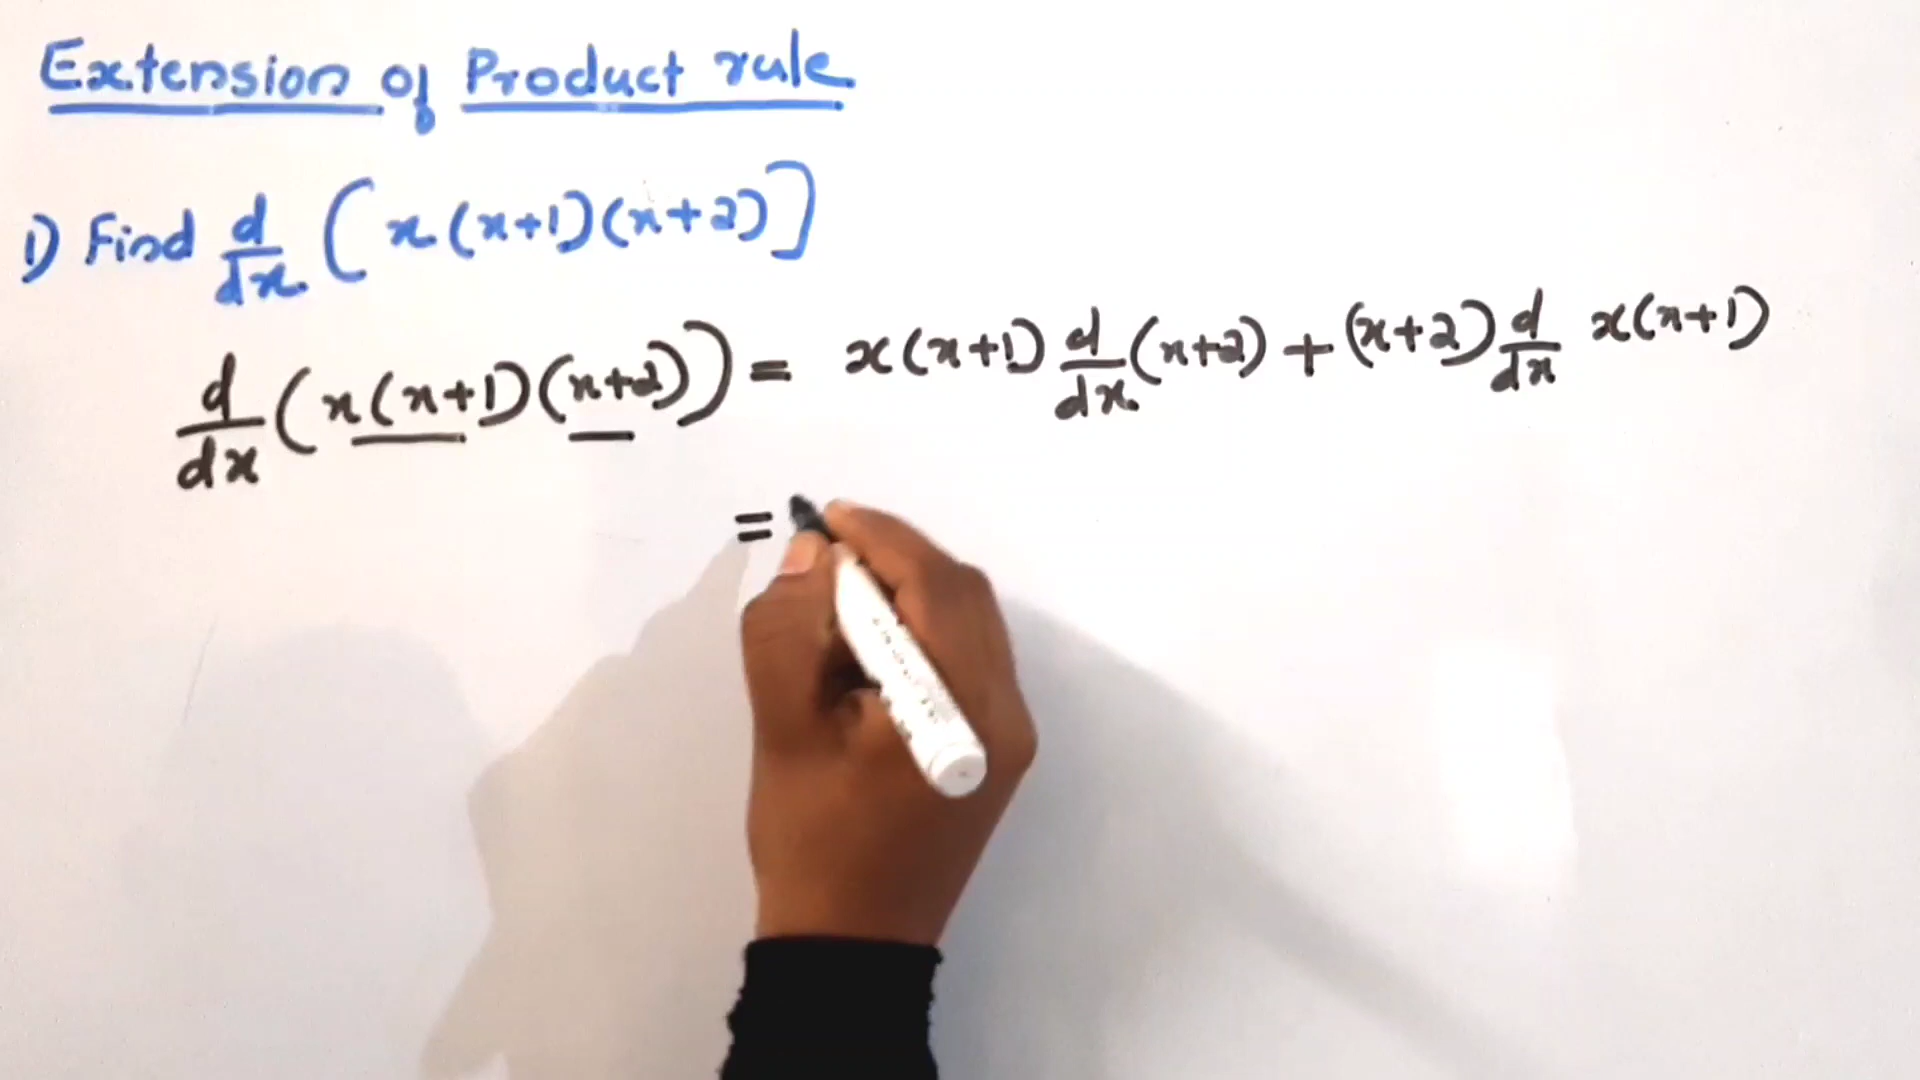 Extension of Product rule
1) Find d/dx [x(x+1)(x+2)]
d/dx (x(x+1)(x+2)) = x(x+1) d/dx (x+2) + (x+2) d/dx x(x+1)
=